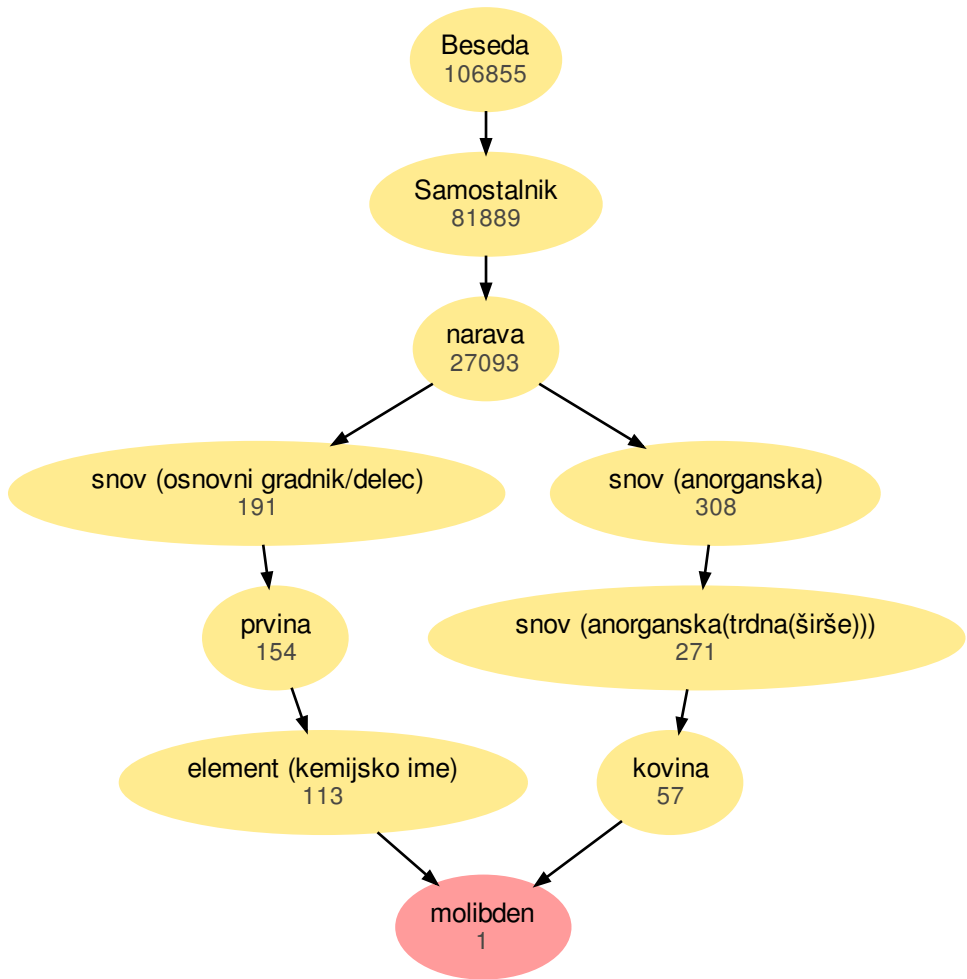 Beseda
106855
Samostalnik
81889
narava
27093
snov (osnovni gradnik/delec)
191
snov (anorganska)
308
prvina
154
snov (anorganska(trdna(širše)))
271
element (kemijsko ime)
113
kovina
57
molibden
1